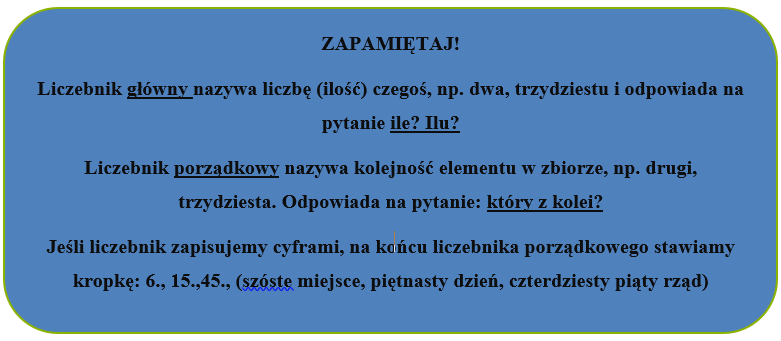 ZAPAMIĘTAJ!
Liczebnik główny nazywa liczbę (ilość) czegoś, np. dwa, trzydziestu i odpowiada na
pytanie ile? Ilu?
Liczebnik porządkowy nazywa kolejność elementu w zbiorze, np. drugi,
trzydziesta. Odpowiada na pytanie: który z kolei?
Jeśli liczebnik zapisujemy cyframi, na końcu liczebnika porządkowego stawiamy
kropkę: 6., 15.,45., (szóste miejsce, piętnasty dzień, czterdziesty piąty rząd)